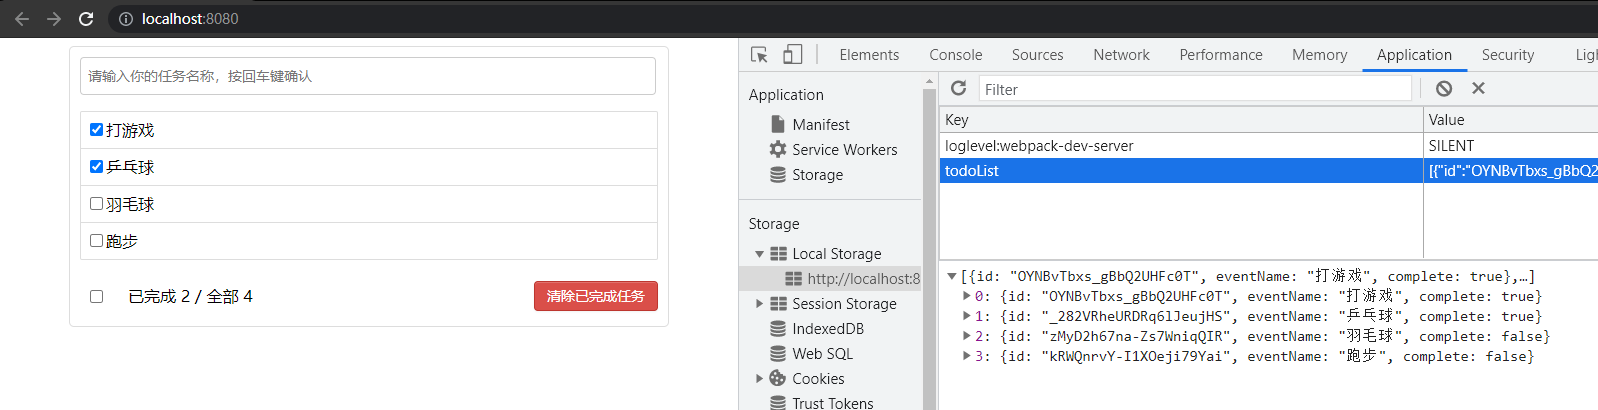 localhost:8080
请输入你的任务名称，按回车键确认
打游戏
乒乓球
羽毛球
跑步
已完成 2 / 全部 4
清除已完成任务
Elements Console Sources Network Performance Memory Application Security Ligh
Application
Manifest
Service Workers
Storage
Storage
Local Storage
http://localhost:8
Session Storage
IndexedDB
Web SQL
Cookies
Trust Tokens
Filter
Key Value
loglevel:webpack-dev-server SILENT
todoList [{"id":"OYNBvTbxs_gBbQ2
[{id: "OYNBvTbxs_gBbQ2UHFc0T", eventName: "打游戏", complete: true},…]
0: {id: "OYNBvTbxs_gBbQ2UHFc0T", eventName: "打游戏", complete: true}
1: {id: "_282VRheURDRq6lJeujHS", eventName: "乒乓球", complete: true}
2: {id: "zMyD2h67na-Zs7WniqQIR", eventName: "羽毛球", complete: false}
3: {id: "kRWQnrvY-I1XOeji79Yai", eventName: "跑步", complete: false}